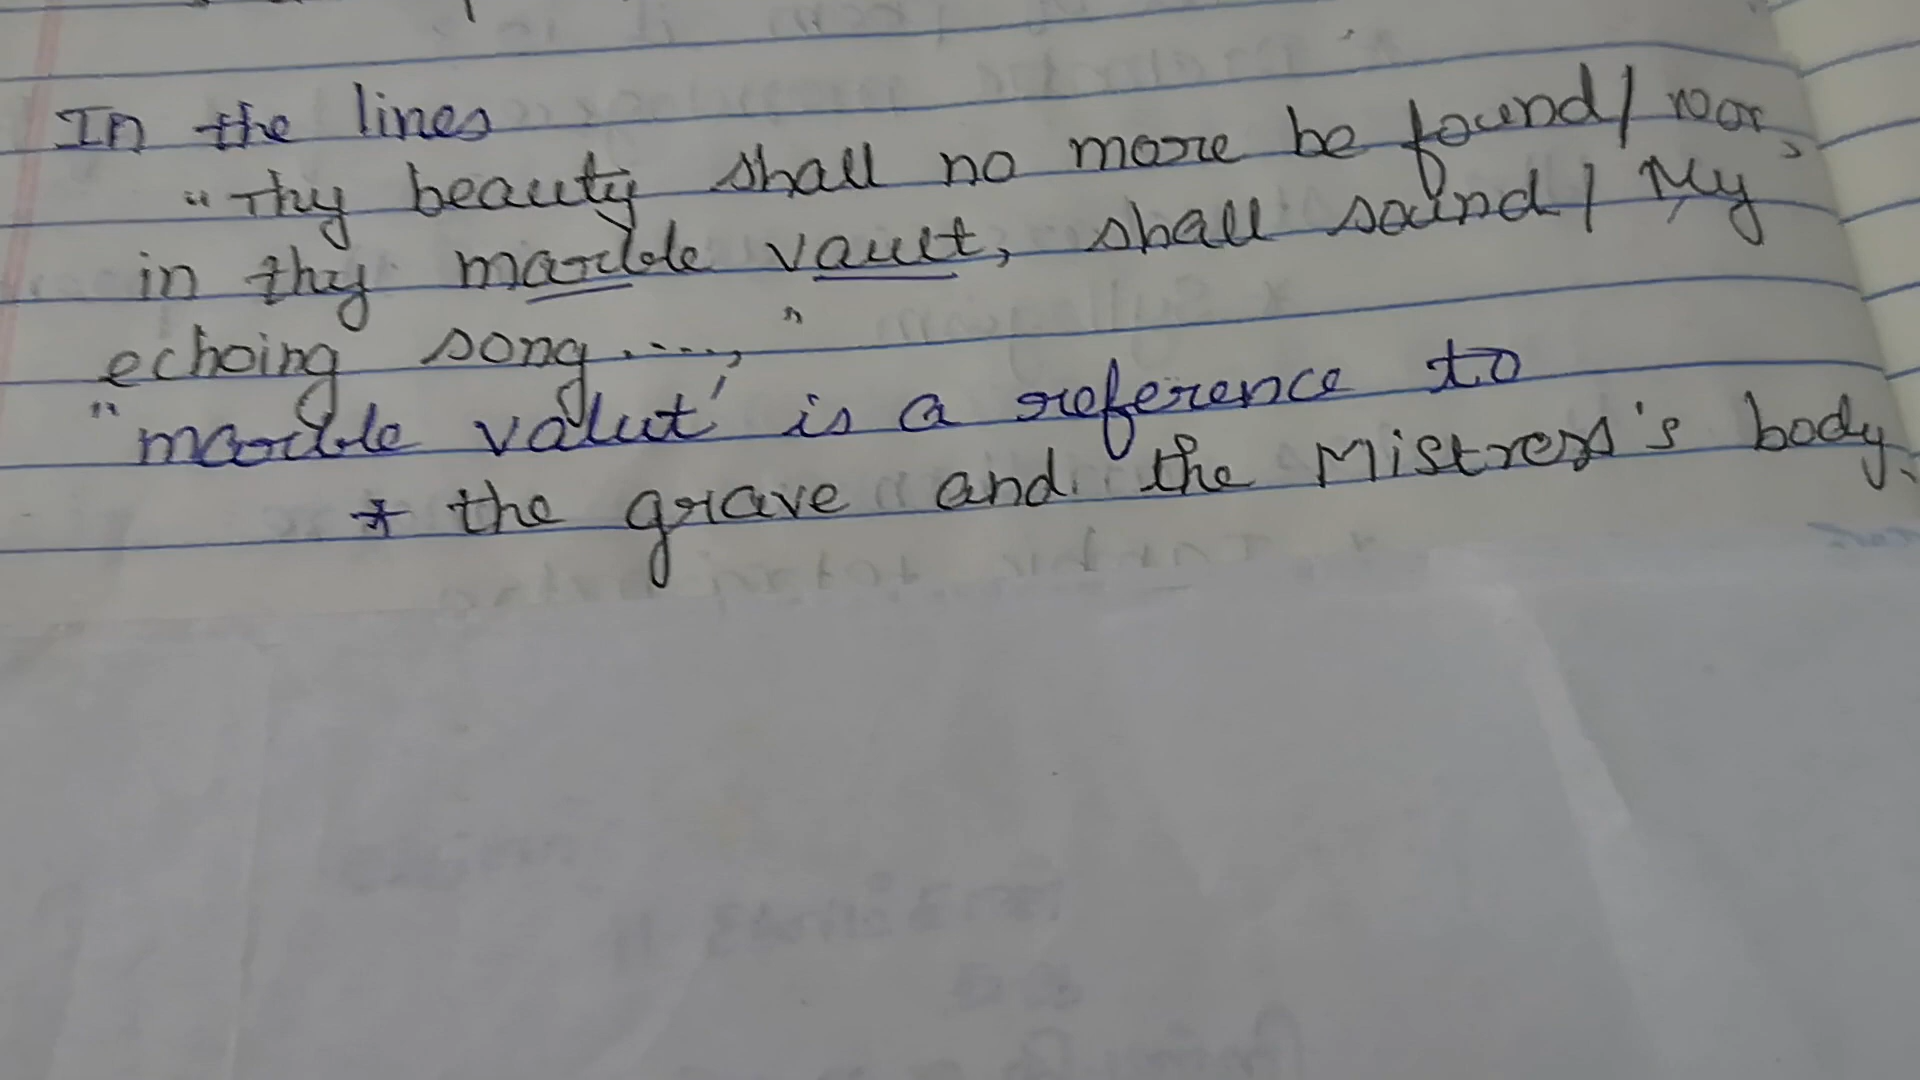 In the lines
"Thy beauty shall no more be found/ nor,
in thy marble vault, shall sound/ My
echoing song....,"
"marble valut' is a reference to
* the grave and the Mistress's body.